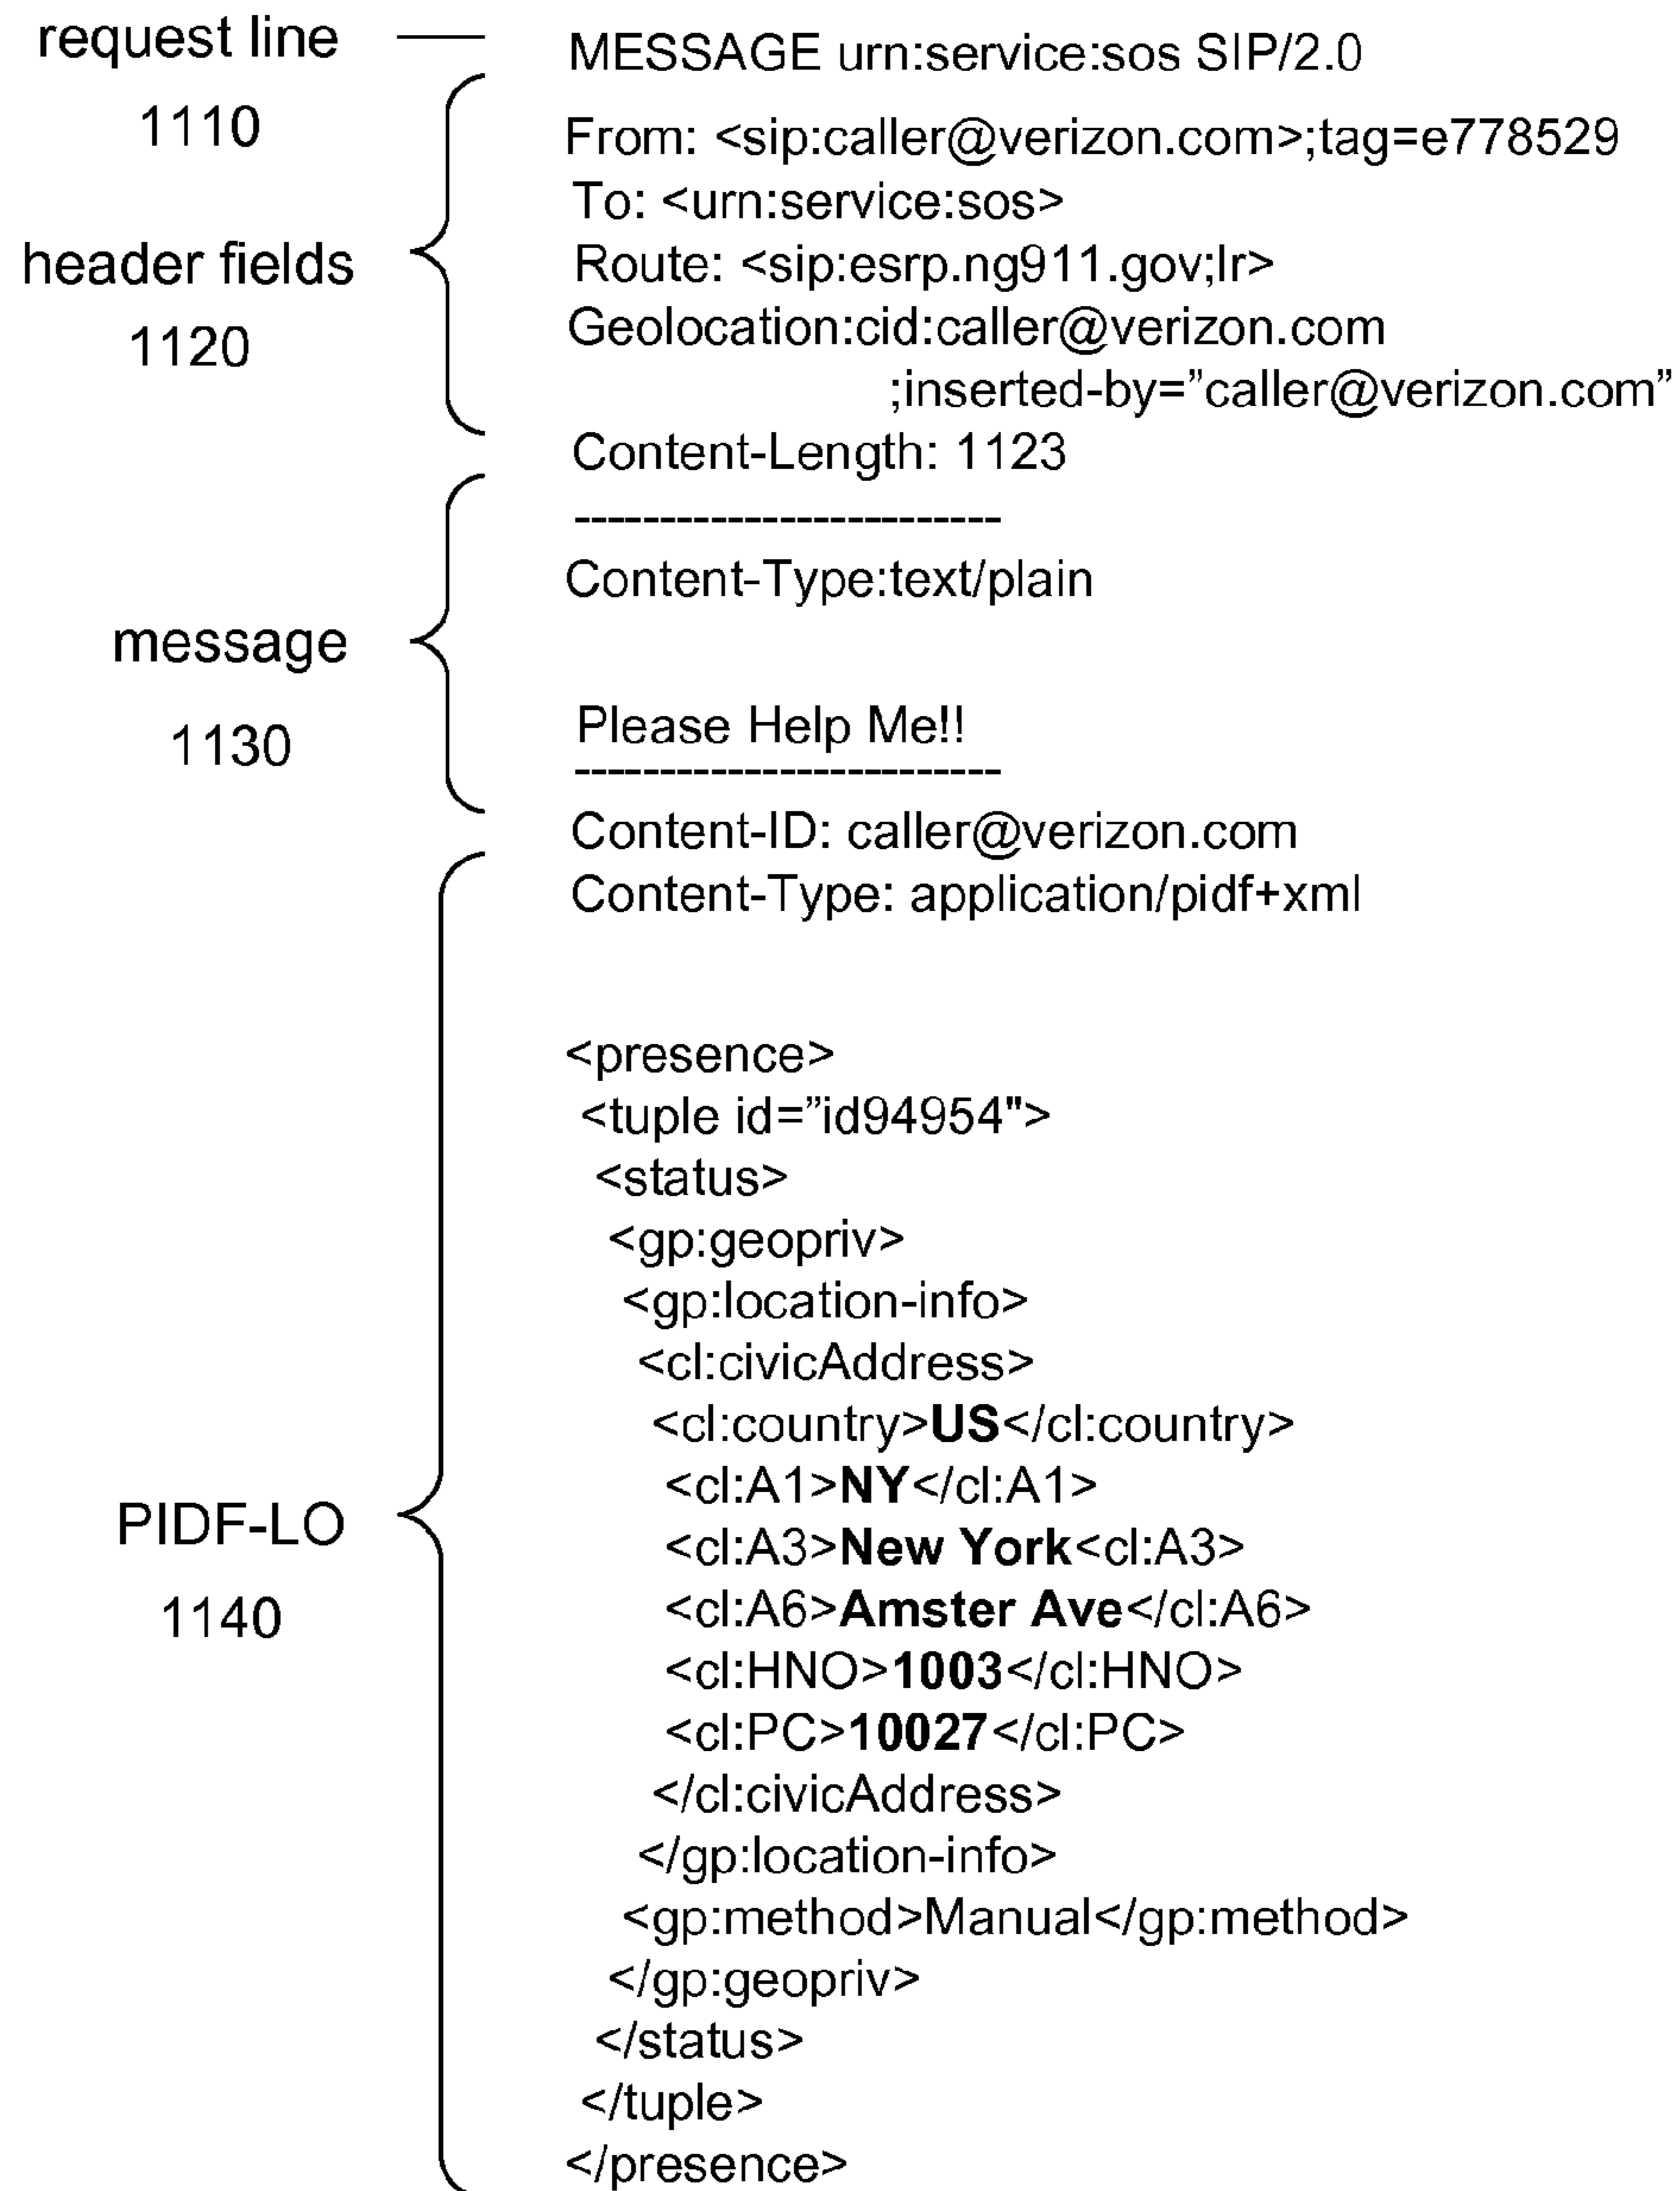 request line
MESSAGE urn:service:sos SIP/2.0
1110
From: <sip:caller@verizon.com>;tag=e778529
To: <urn:service:sos>
header fields
Route: <sip:esrp.ng911.gov;lr>
1120
Geolocation:cid:caller@verizon.com
;inserted-by=”caller@verizon.com”
Content-Length: 1123
-------------------------
Content-Type:text/plain
message
1130
Please Help Me!!
-------------------------
Content-ID: caller@verizon.com
Content-Type: application/pidf+xml
<presence>
<tuple id=”id94954">
<status>
<gp:geopriv>
<gp:location-info>
<cl:civicAddress>
<cl:country>US</cl:country>
<cl:A1>NY</cl:A1>
PIDF-LO
<cl:A3>New York<cl:A3>
1140
<cl:A6>Amster Ave</cl:A6>
<cl:HNO>1003</cl:HNO>
<cl:PC>10027</cl:PC>
</cl:civicAddress>
</gp:location-info>
<gp:method>Manual</gp:method>
</gp:geopriv>
</status>
</tuple>
</presence>